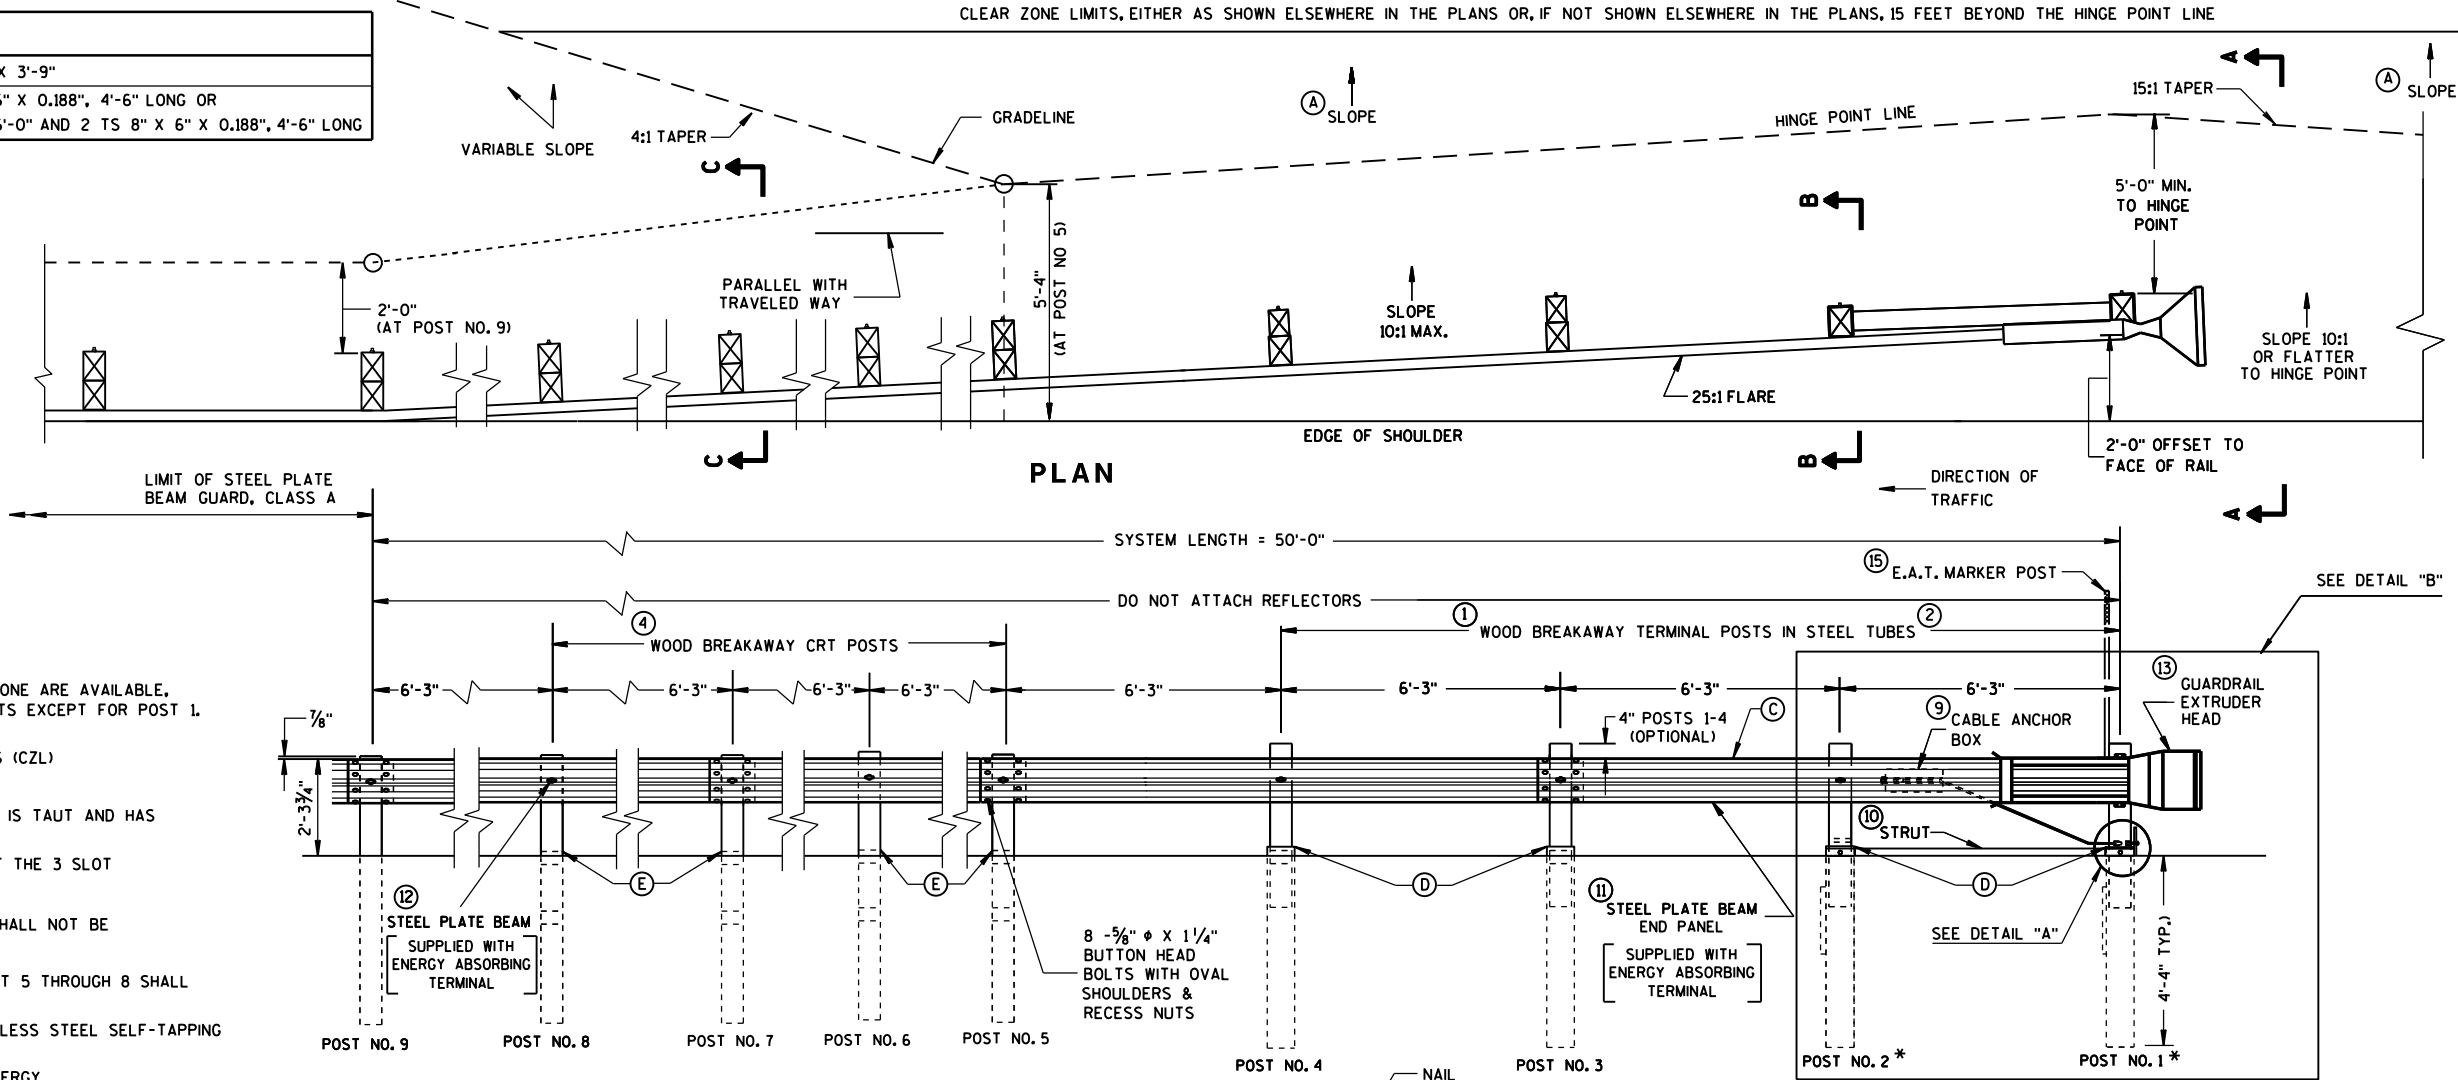 CLEAR ZONE LIMITS, EITHER AS SHOWN ELSEWHERE IN THE PLANS OR, IF NOT SHOWN ELSEWHERE IN THE PLANS, 15 FEET BEYOND THE HINGE POINT LINE
X 3'-9"
6" X 0.188", 4'-6" LONG OR
'-0" AND 2 TS 8" X 6" X 0.188", 4'-6" LONG
VARIABLE SLOPE
4:1 TAPER
GRADELINE
A
SLOPE
HINGE POINT LINE
15:1 TAPER
A
A
SLOPE
C
B
5'-0" MIN.
TO HINGE
POINT
2'-0"
(AT POST NO. 9)
PARALLEL WITH
TRAVELED WAY
5'-4"
(AT POST NO 5)
SLOPE
10:1 MAX.
25:1 FLARE
SLOPE 10:1
OR FLATTER
TO HINGE POINT
EDGE OF SHOULDER
2'-0" OFFSET TO
FACE OF RAIL
C
B
A
PLAN
DIRECTION OF
TRAFFIC
LIMIT OF STEEL PLATE
BEAM GUARD, CLASS A
SYSTEM LENGTH = 50'-0"
15
E.A.T. MARKER POST
SEE DETAIL "B"
DO NOT ATTACH REFLECTORS
4
WOOD BREAKAWAY CRT POSTS
1
WOOD BREAKAWAY TERMINAL POSTS IN STEEL TUBES
2
6'-3"
6'-3"
6'-3"
6'-3"
6'-3"
6'-3"
6'-3"
6'-3"
13
GUARDRAIL
EXTRUDER
HEAD
ONE ARE AVAILABLE,
TS EXCEPT FOR POST 1.
S (CZL)
IS TAUT AND HAS
T THE 3 SLOT
HALL NOT BE
T 5 THROUGH 8 SHALL
LESS STEEL SELF-TAPPING
ERGY
7/8"
2'-3¾"
4" POSTS 1-4
(OPTIONAL)
C
9
CABLE ANCHOR
BOX
10
STRUT
E
E
D
D
12
STEEL PLATE BEAM
SUPPLIED WITH
ENERGY ABSORBING
TERMINAL
8 -⅝" ϕ X 1¼"
BUTTON HEAD
BOLTS WITH OVAL
SHOULDERS &
RECESS NUTS
11
STEEL PLATE BEAM
END PANEL
SUPPLIED WITH
ENERGY ABSORBING
TERMINAL
SEE DETAIL "A"
4'-4" TYP.)
POST NO. 9
POST NO. 8
POST NO. 7
POST NO. 6
POST NO. 5
POST NO. 4
POST NO. 3
POST NO. 2 *
POST NO. 1 *
NAIL